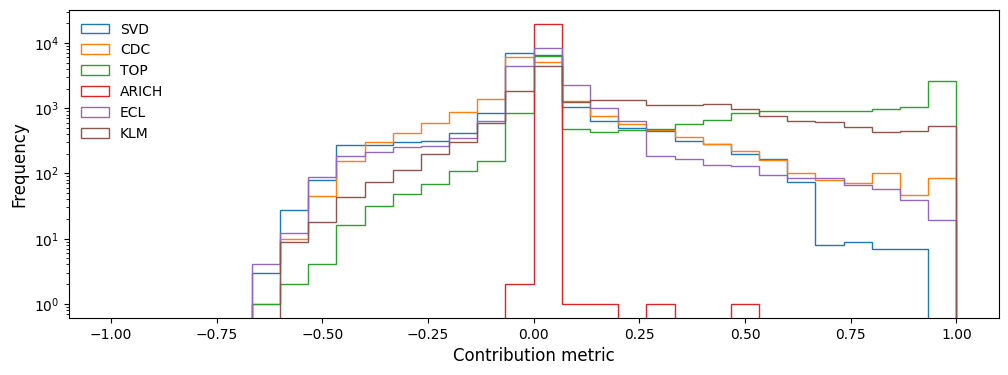 SVD
CDC
TOP
ARICH
ECL
KLM
Frequency
10⁴
10³
10²
10¹
10⁰
−1.00 −0.75 −0.50 −0.25 0.00 0.25 0.50 0.75 1.00
Contribution metric